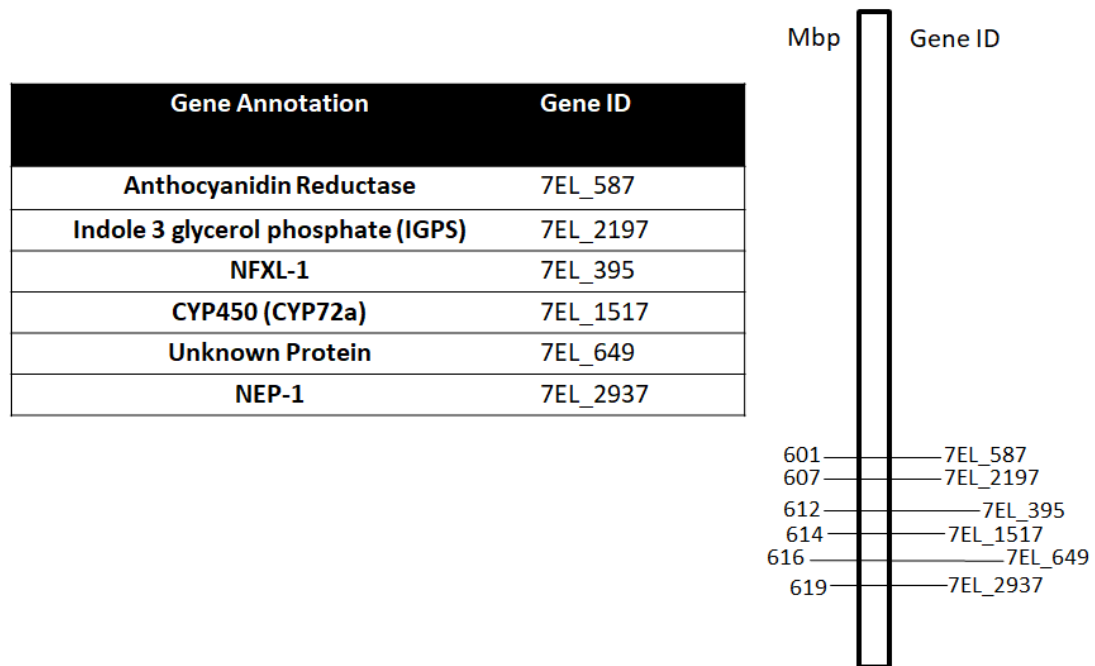 Mbp Gene ID
Gene Annotation Gene ID
Anthocyanidin Reductase 7EL_587
Indole 3 glycerol phosphate (IGPS) 7EL_2197
NFXL-1 7EL_395
CYP450 (CYP72a) 7EL_1517
Unknown Protein 7EL_649
NEP-1 7EL_2937
601 7EL_587
607 7EL_2197
612 7EL_395
614 7EL_1517
616 7EL_649
619 7EL_2937